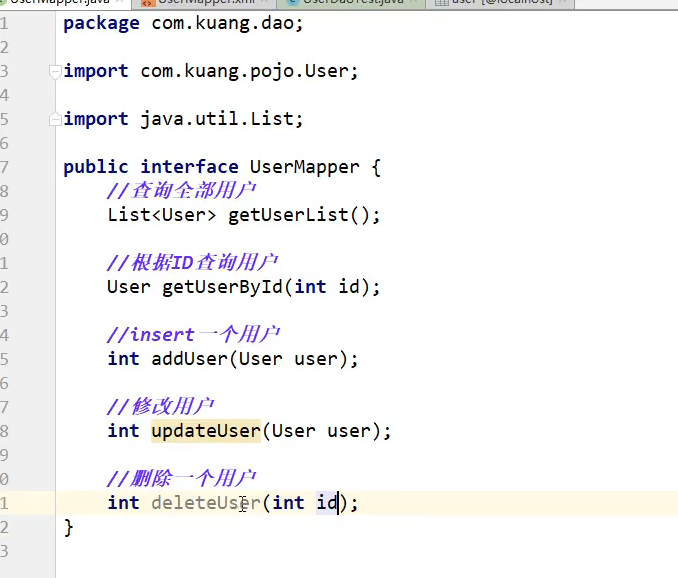 UserMapper.java UserMapper.xml UserDaoTest.java user [@localhost]
1 package com.kuang.dao;
2
3 import com.kuang.pojo.User;
4
5 import java.util.List;
6
7 public interface UserMapper {
8 //查询全部用户
9 List<User> getUserList();
0
1 //根据ID查询用户
2 User getUserById(int id);
3
4 //insert一个用户
5 int addUser(User user);
6
7 //修改用户
8 int updateUser(User user);
9
0 //删除一个用户
1 int deleteUser(int id);
2 }
3